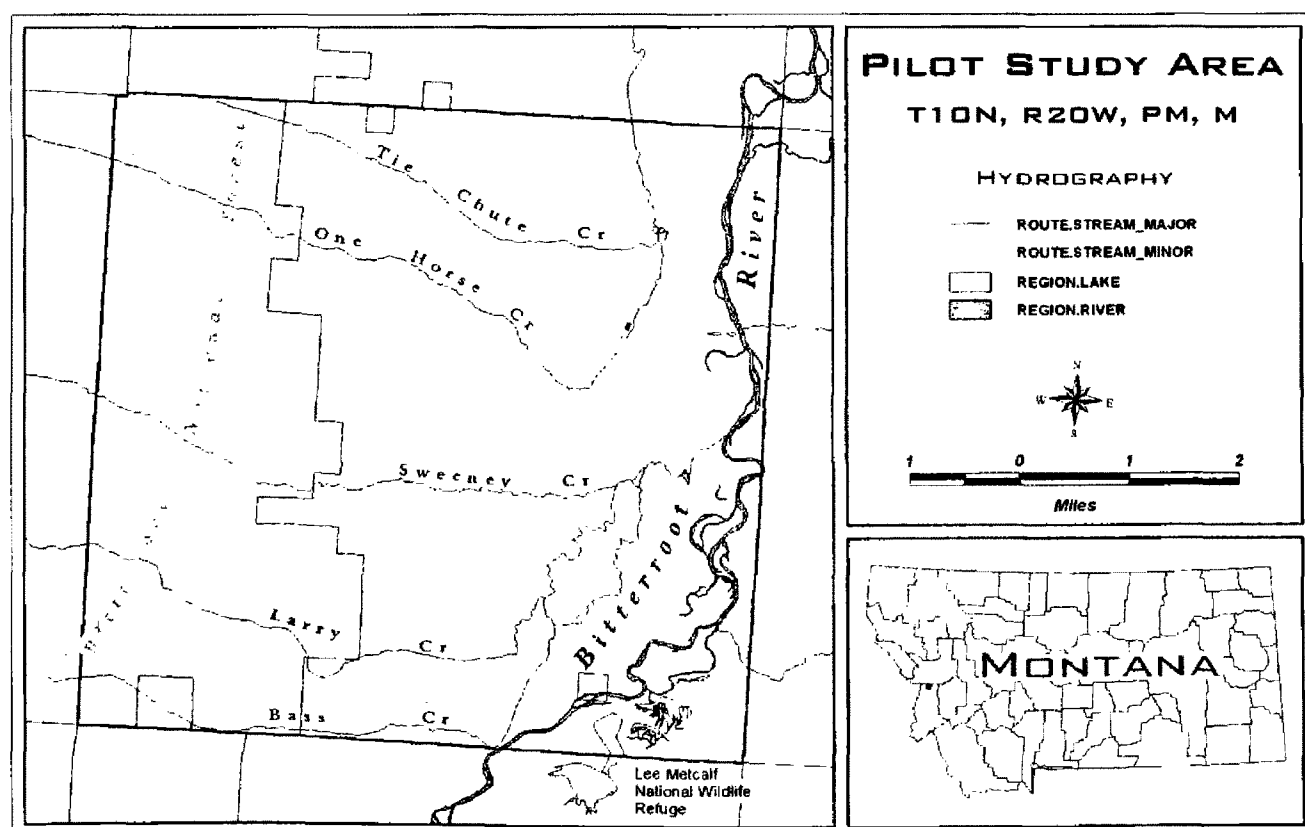 PILOT STUDY AREA
T10N, R20W, PM, M
HYDROGRAPHY
ROUTE.STREAM_MAJOR
ROUTE.STREAM_MINOR
REGION.LAKE
REGION.RIVER
N
W E
S
1 0 1 2
Miles
MONTANA
Tie Chute Cr
One Horse Cr
River
Sweeney Cr
Bitterroot
Larry Cr
Bass Cr
Lee Metcalf
National Wildlife
Refuge